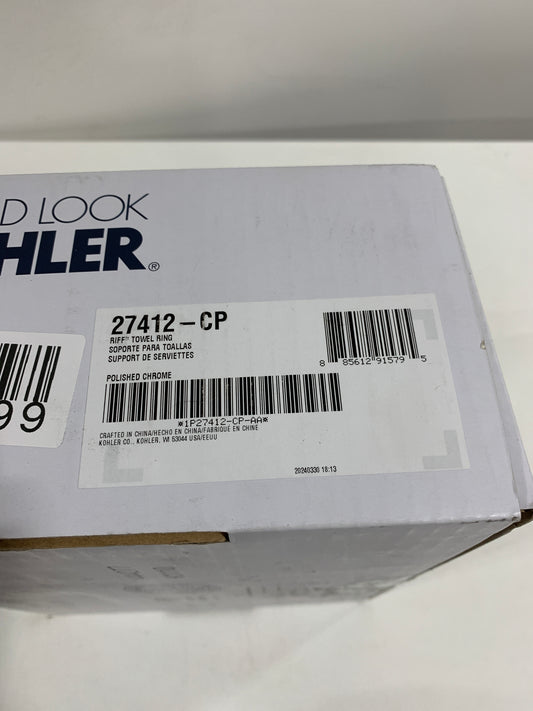 D LOOK
HLER®
99
27412-CP
RIFF™ TOWEL RING
SOPORTE PARA TOALLAS
SUPPORT DE SERVIETTES
POLISHED CHROME
8 85612"91579 5
*1P27412-CP-AA*
CRAFTED IN CHINA/HECHO EN CHINA/FABRIQUE EN CHINE
KOHLER CO., KOHLER, WI 53044 USA/EEUU
20240330 18:13